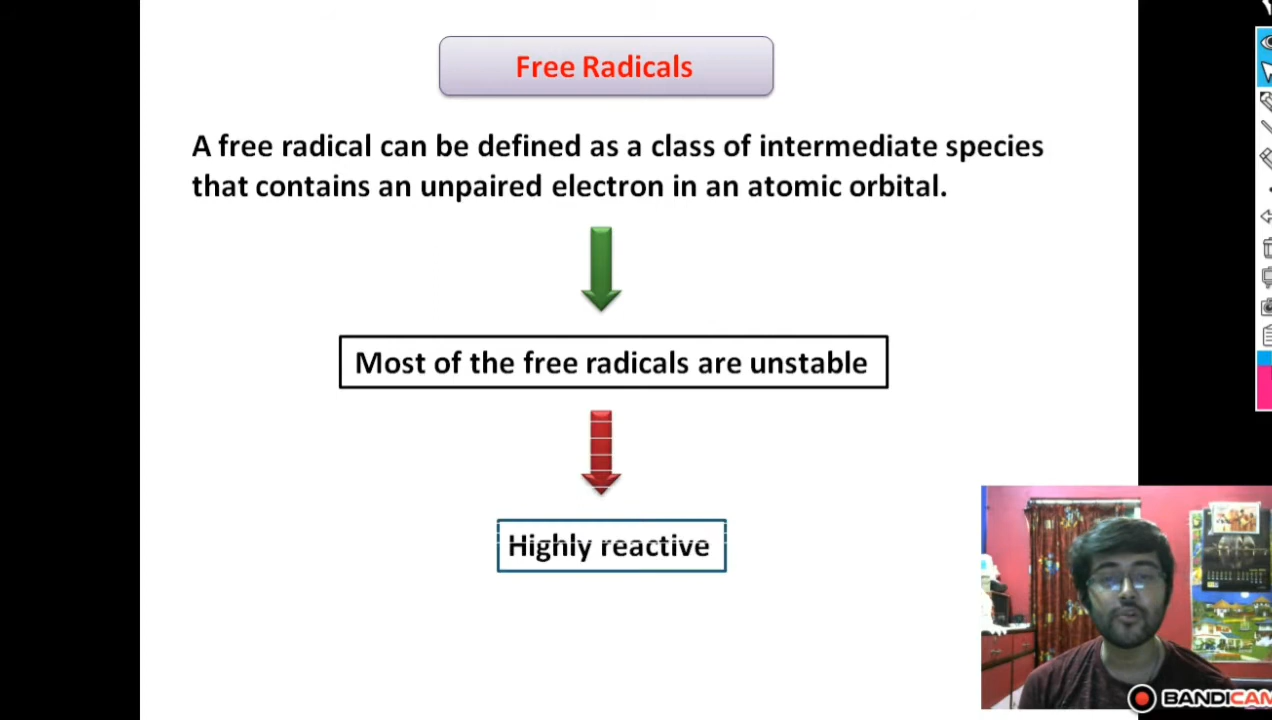 Free Radicals
A free radical can be defined as a class of intermediate species
that contains an unpaired electron in an atomic orbital.
Most of the free radicals are unstable
Highly reactive
BANDICAM